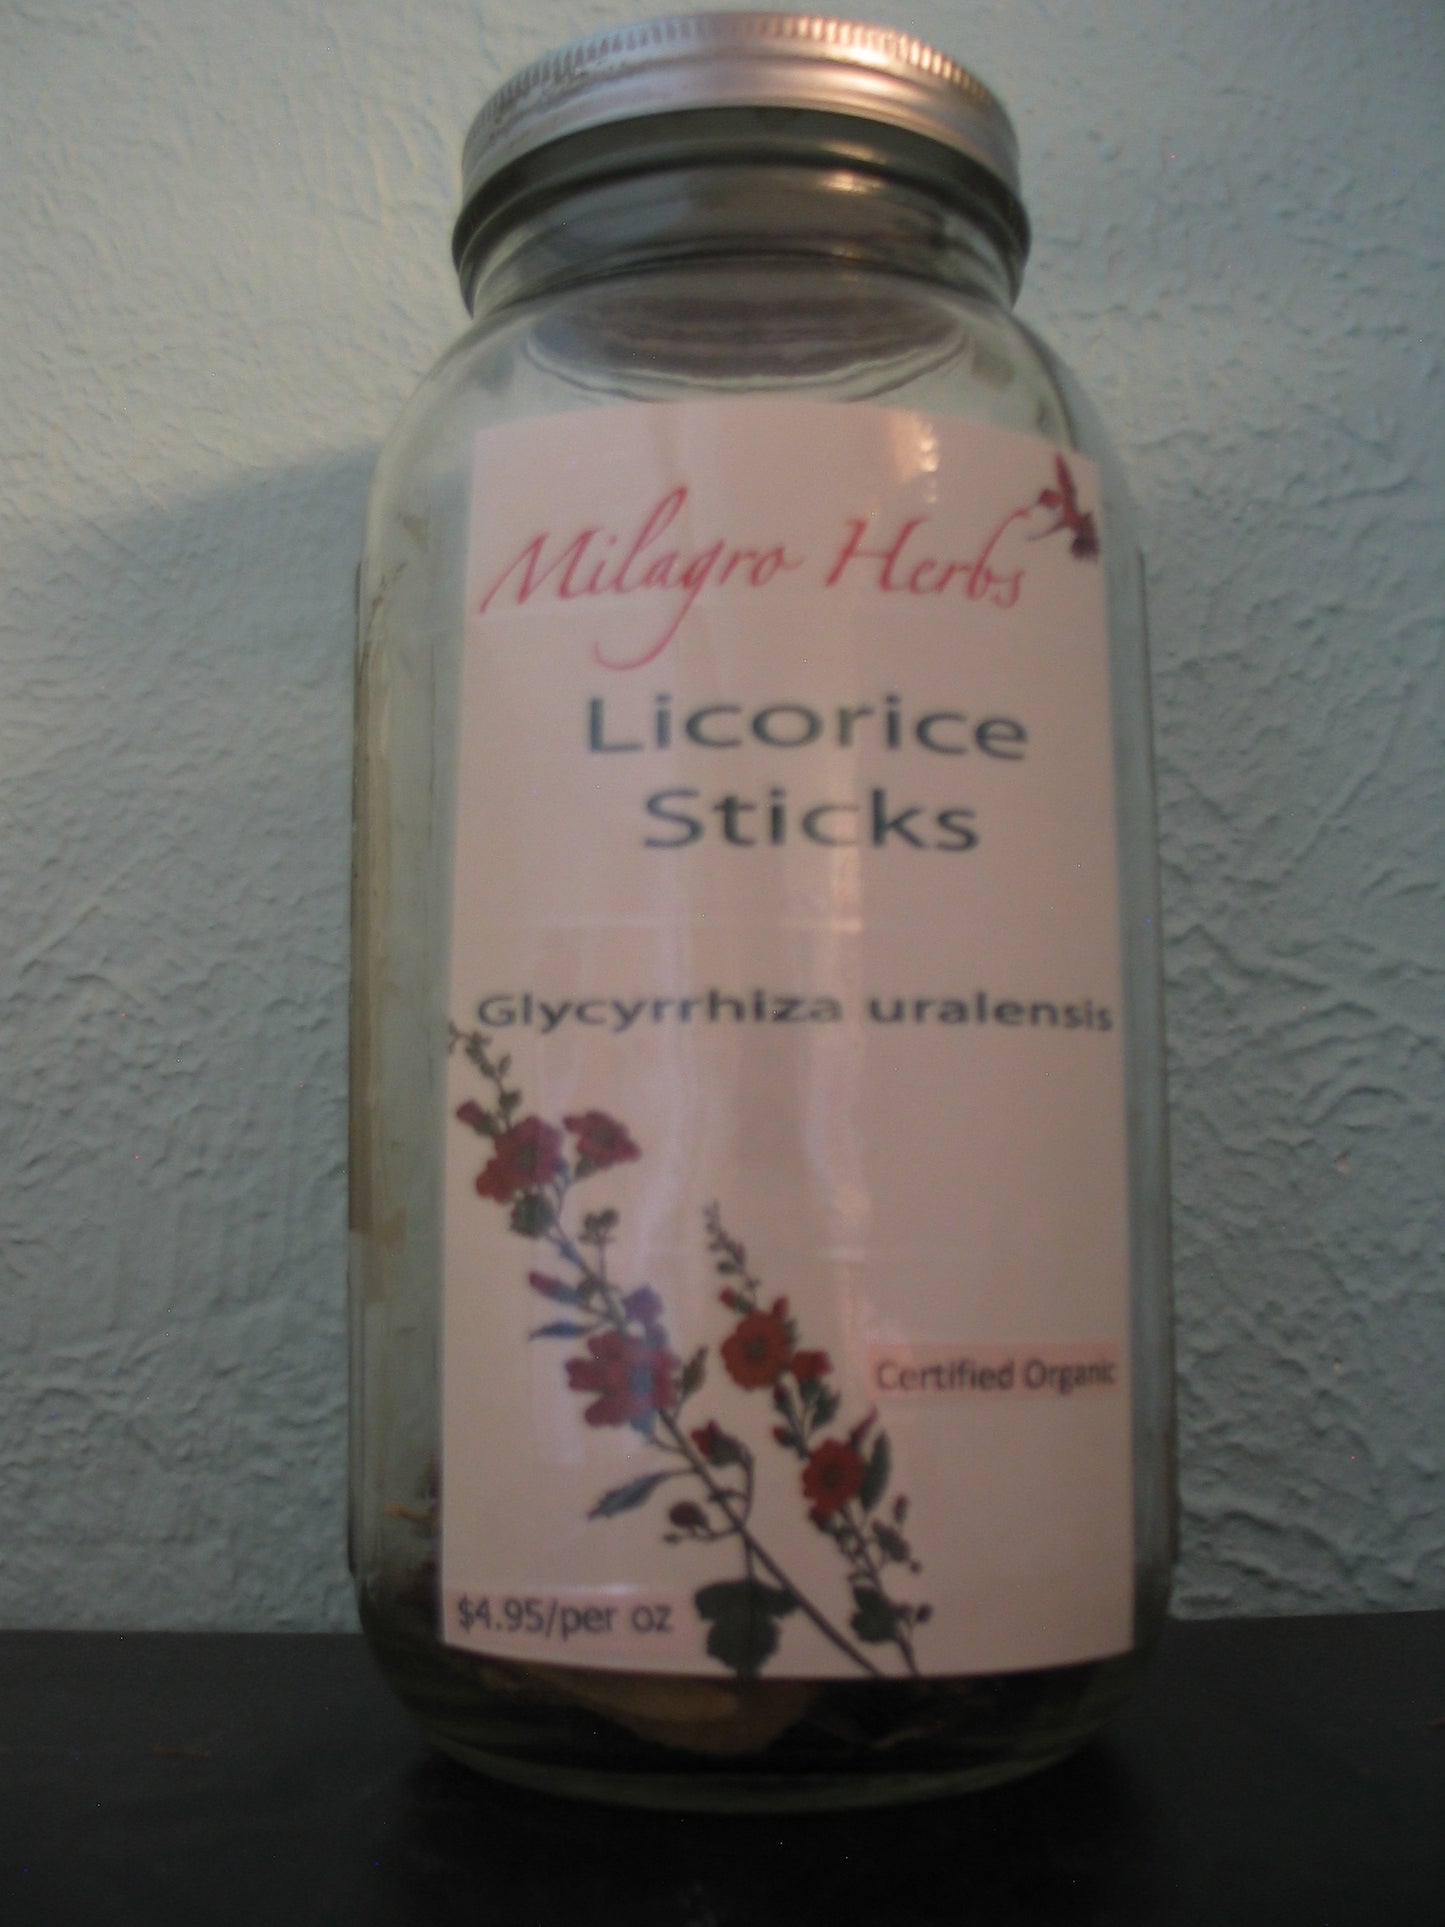 Milagro Herbs
Licorice
Sticks
Glycyrrhiza uralensis
Certified Organic
$4.95/per oz